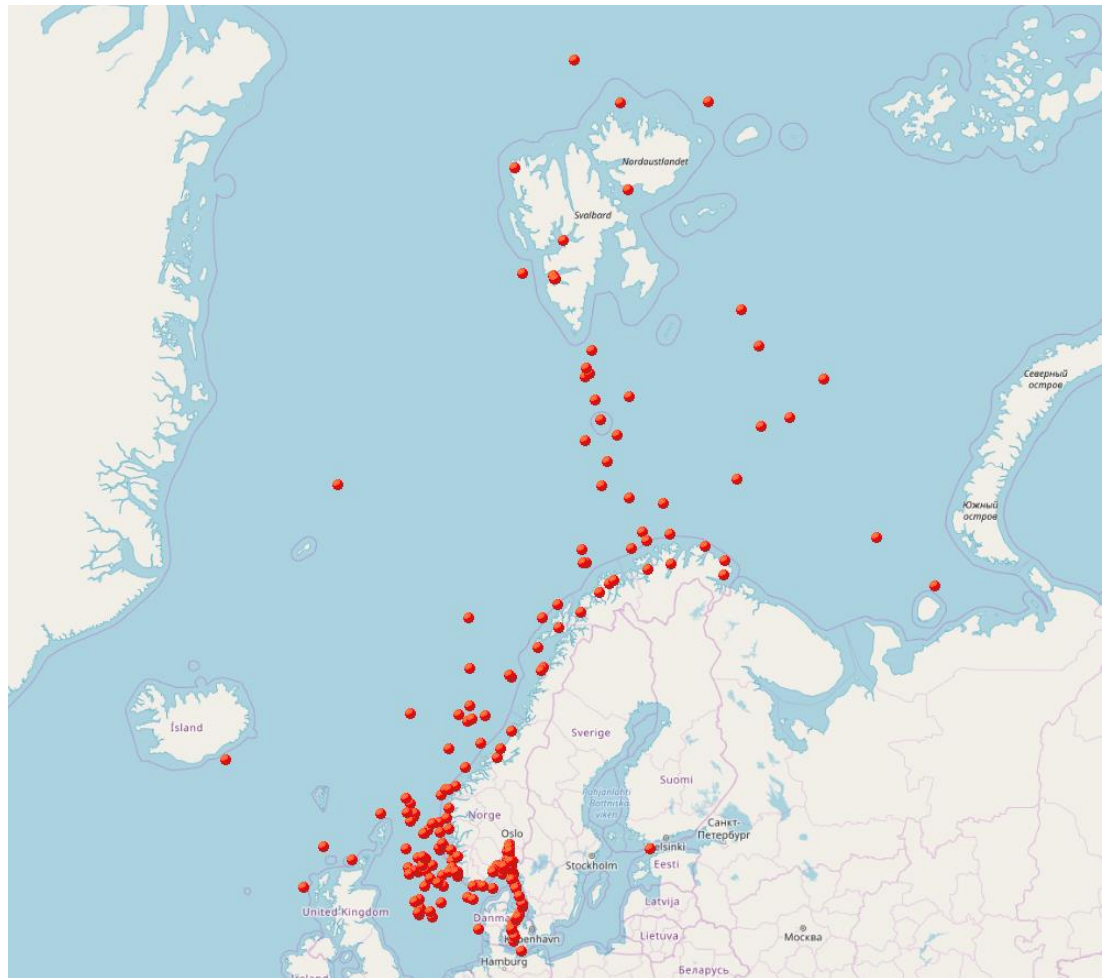 Nordaustlandet
Svalbard
Северный
остров
Южный
остров
Ísland
Sverige
Suomi
Norge
Oslo
Санкт-
Петербург
elsinki
Stockholm
Eesti
United Kingdom
Latvija
Danma
København
Lietuva
Москва
Hamburg
Беларусь